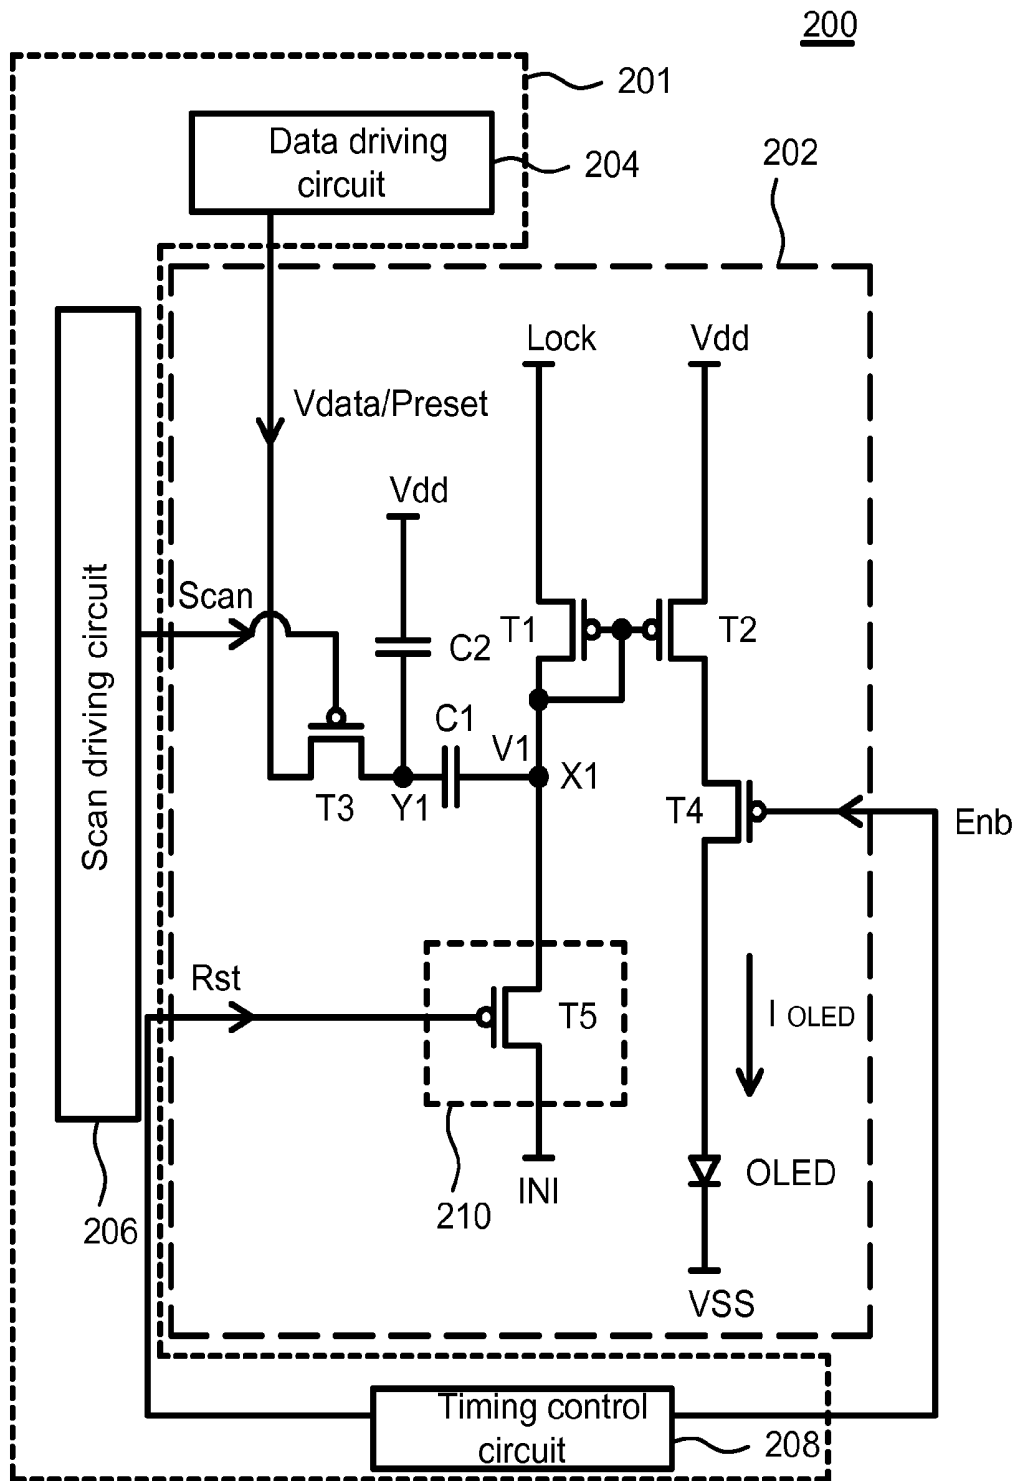 200
201
Data driving
circuit
204
202
Lock
Vdd
Vdata/Preset
Vdd
Scan
T1
T2
C2
C1
V1
X1
T3
Y1
T4
Enb
Scan driving circuit
Rst
T5
I OLED
OLED
INI
210
206
VSS
Timing control
circuit
208